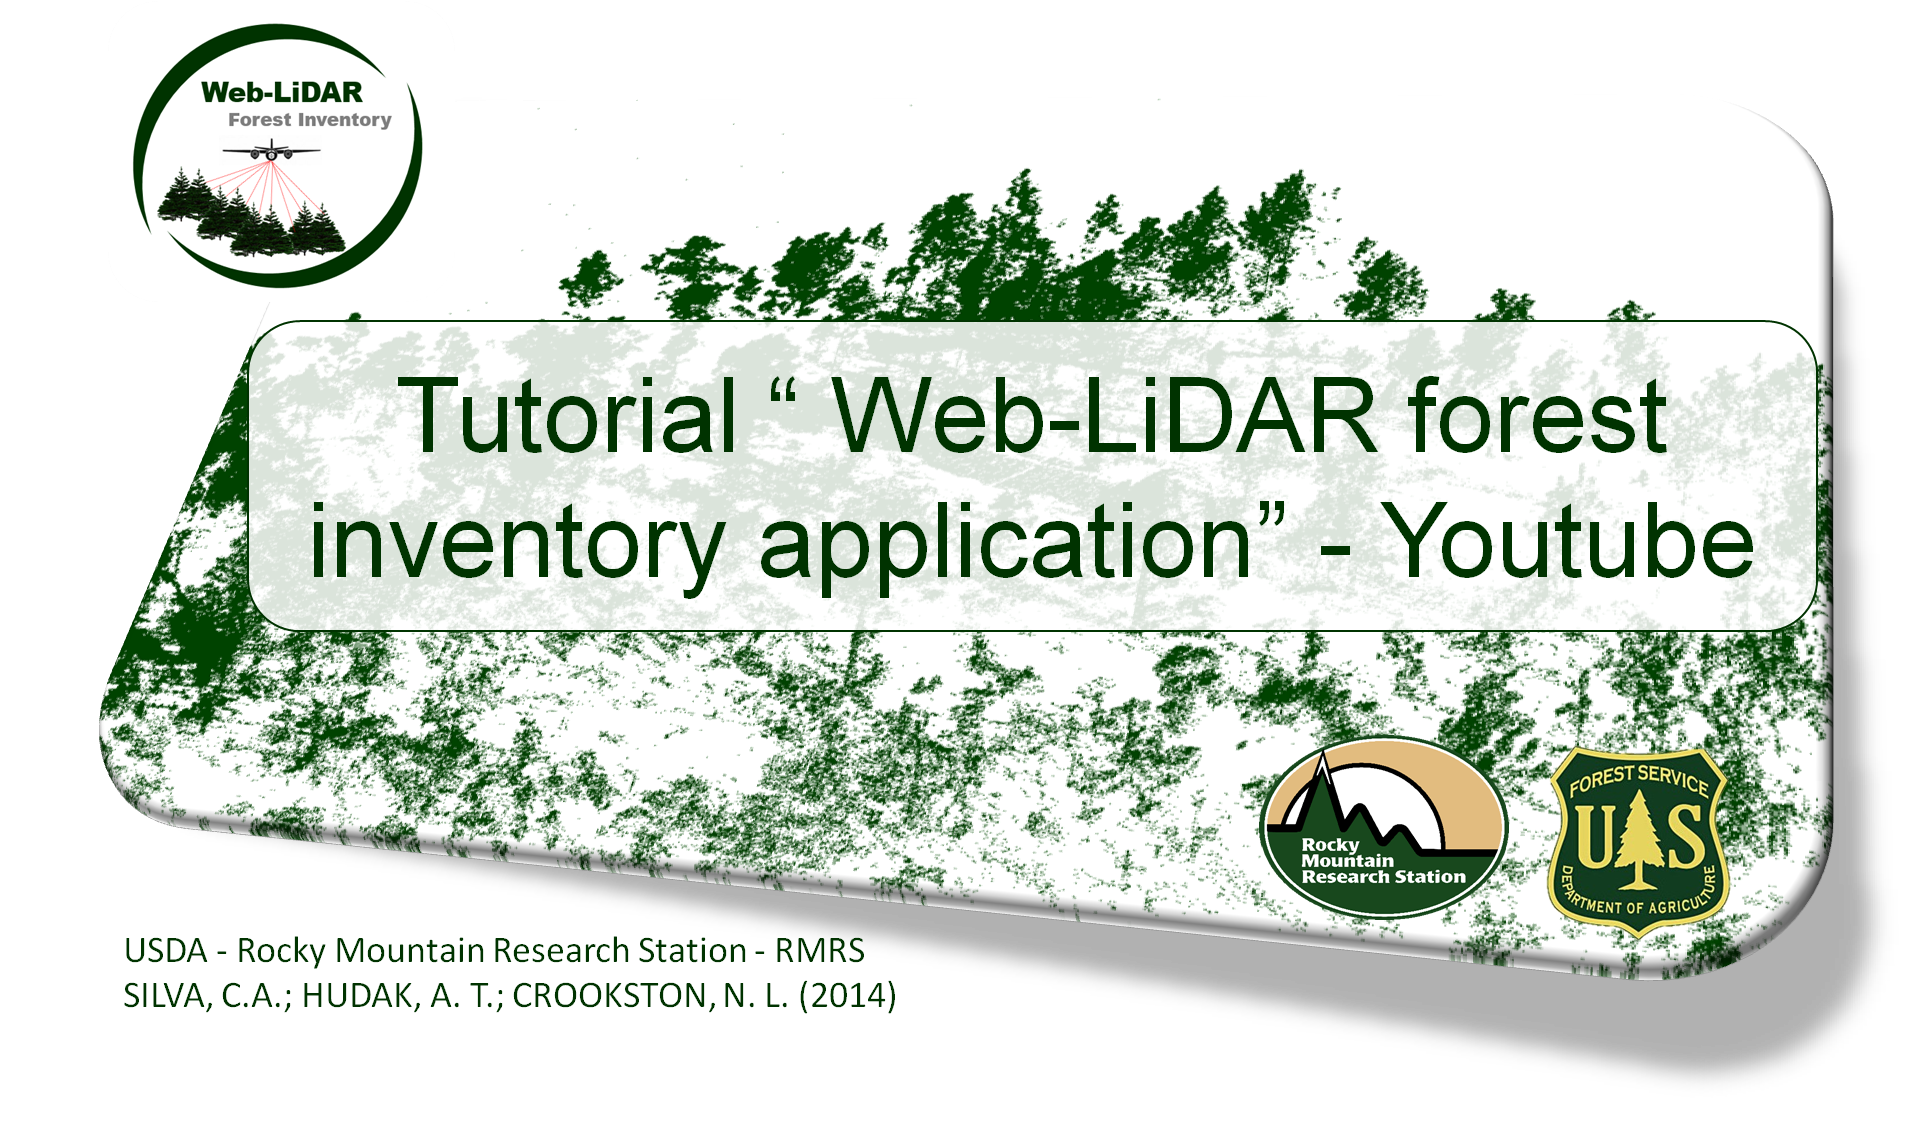 Web-LiDAR
Forest Inventory
Tutorial “ Web-LiDAR forest
inventory application” - Youtube
Rocky
Mountain
Research Station
FOREST SERVICE
U S
DEPARTMENT OF AGRICULTURE
USDA - Rocky Mountain Research Station - RMRS
SILVA, C.A.; HUDAK, A. T.; CROOKSTON, N. L. (2014)